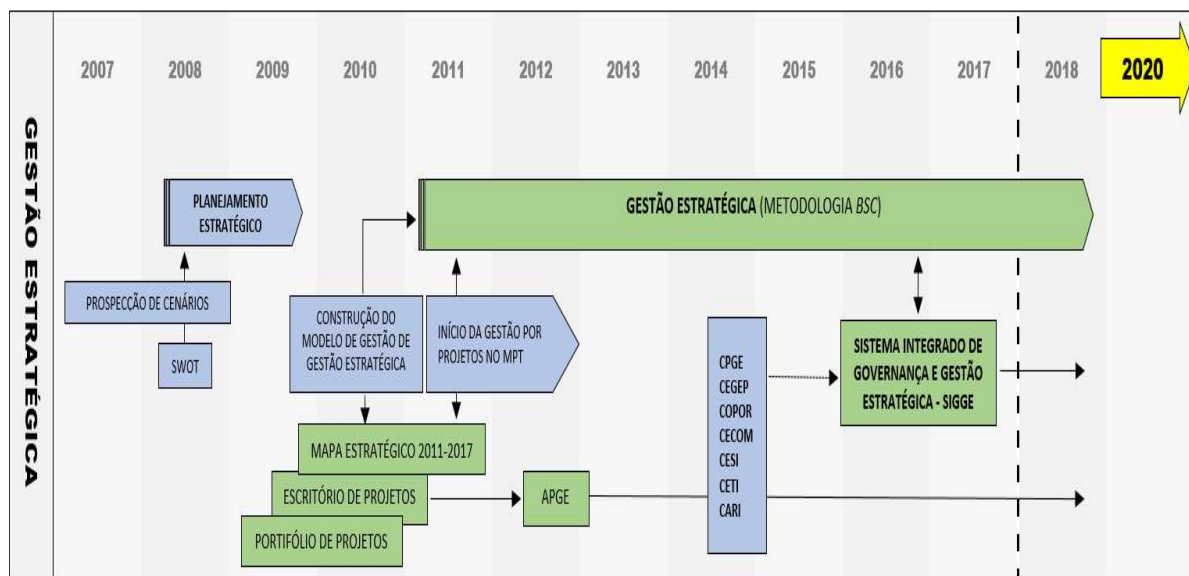 GESTÃO ESTRATÉGICA
2007 2008 2009 2010 2011 2012 2013 2014 2015 2016 2017 2018 2020
PLANEJAMENTO
ESTRATÉGICO
GESTÃO ESTRATÉGICA (METODOLOGIA BSC)
PROSPECÇÃO DE CENÁRIOS
SWOT
CONSTRUÇÃO DO
MODELO DE GESTÃO DE
GESTÃO ESTRATÉGICA
INÍCIO DA GESTÃO POR
PROJETOS NO MPT
CPGE
CEGEP
COPOR
CECOM
CESI
CETI
CARI
SISTEMA INTEGRADO DE
GOVERNANÇA E GESTÃO
ESTRATÉGICA - SIGGE
MAPA ESTRATÉGICO 2011-2017
ESCRITÓRIO DE PROJETOS
APGE
PORTIFÓLIO DE PROJETOS